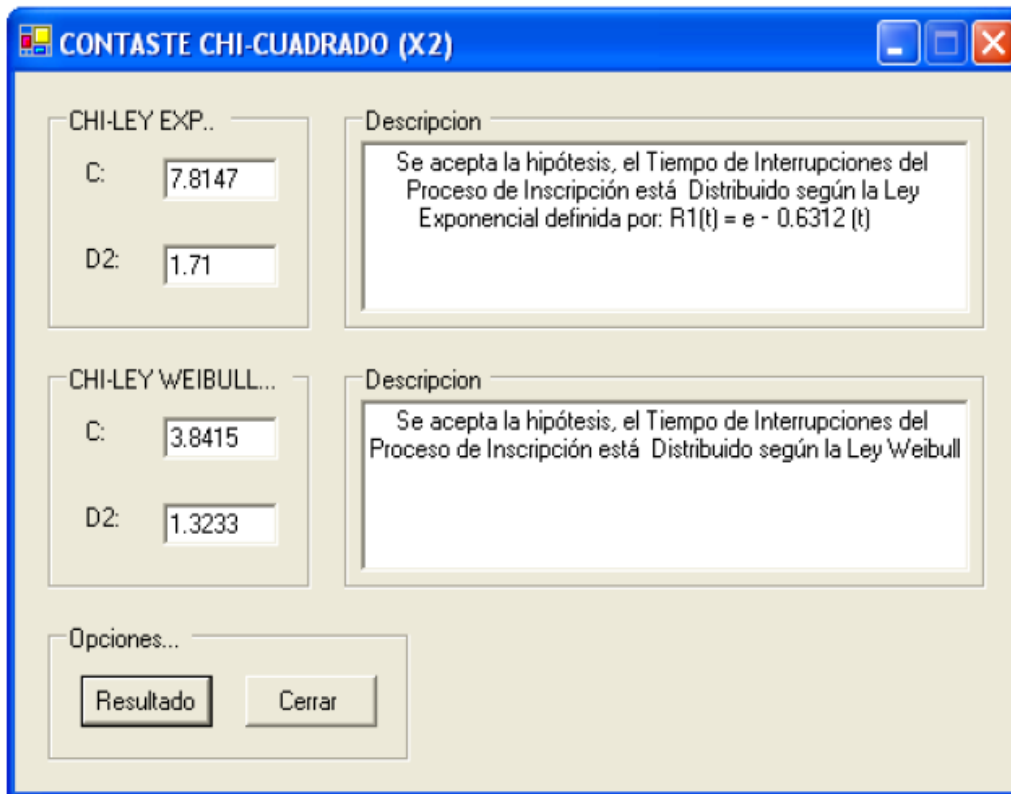 CONTASTE CHI-CUADRADO (X2)
CHI-LEY EXP..
C: 7.8147
D2: 1.71
Descripcion
Se acepta la hipótesis, el Tiempo de Interrupciones del
Proceso de Inscripción está Distribuido según la Ley
Exponencial definida por: R1(t) = e - 0.6312 (t)
CHI-LEY WEIBULL...
C: 3.8415
D2: 1.3233
Descripcion
Se acepta la hipótesis, el Tiempo de Interrupciones del
Proceso de Inscripción está Distribuido según la Ley Weibull
Opciones...
Resultado
Cerrar